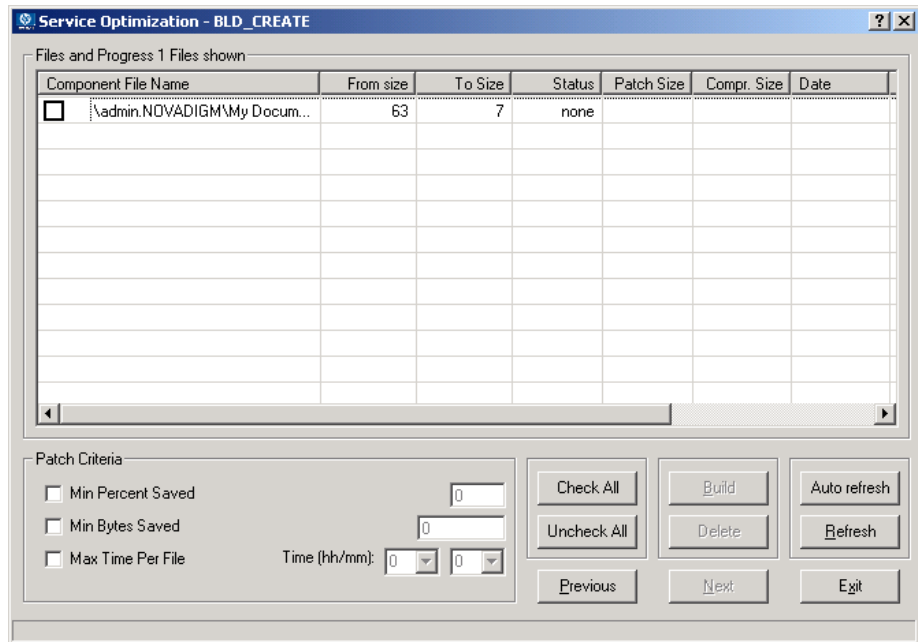 Service Optimization - BLD_CREATE
Files and Progress 1 Files shown
Component File Name From size To Size Status Patch Size Compr. Size Date
\admin.NOVADIGM\My Docum... 63 7 none
Patch Criteria
Min Percent Saved 0
Min Bytes Saved 0
Max Time Per File Time (hh/mm): 0 0
Check All Build Auto refresh
Uncheck All Delete Refresh
Previous Next Exit